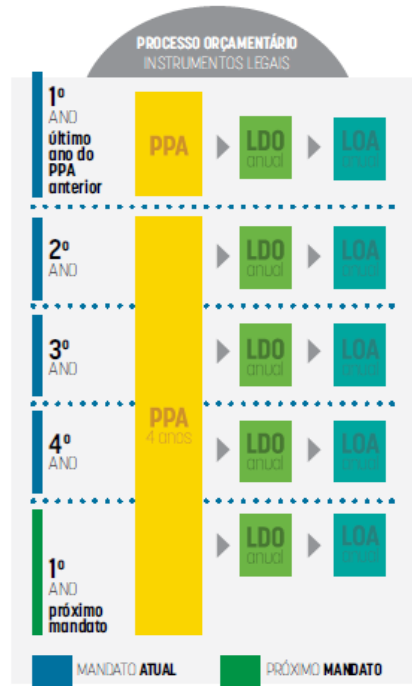 PROCESSO ORÇAMENTÁRIO
INSTRUMENTOS LEGAIS
1º
ANO
último
ano do
PPA
anterior
PPA
LDO
anual
LOA
anual
2º
ANO
LDO
anual
LOA
anual
3º
ANO
LDO
anual
LOA
anual
PPA
4 anos
4º
ANO
LDO
anual
LOA
anual
1º
ANO
próximo
mandato
LDO
anual
LOA
anual
MANDATO ATUAL
PRÓXIMO MANDATO